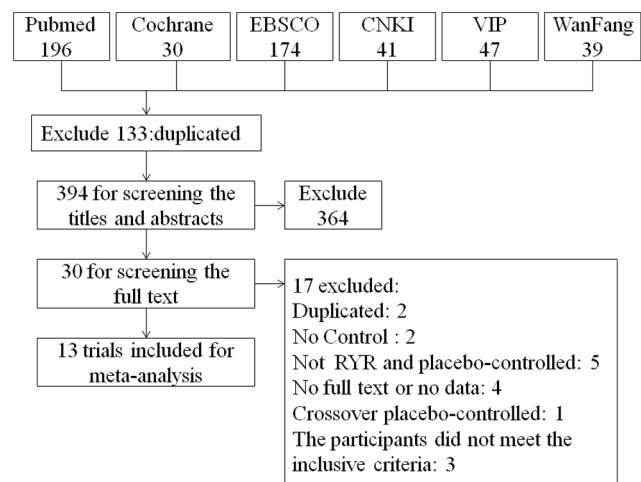 Pubmed
196
Cochrane
30
EBSCO
174
CNKI
41
VIP
47
WanFang
39
Exclude 133:duplicated
394 for screening the
titles and abstracts
Exclude
364
30 for screening the
full text
17 excluded:
Duplicated: 2
No Control : 2
Not RYR and placebo-controlled: 5
No full text or no data: 4
Crossover placebo-controlled: 1
The participants did not meet the
inclusive criteria: 3
13 trials included for
meta-analysis